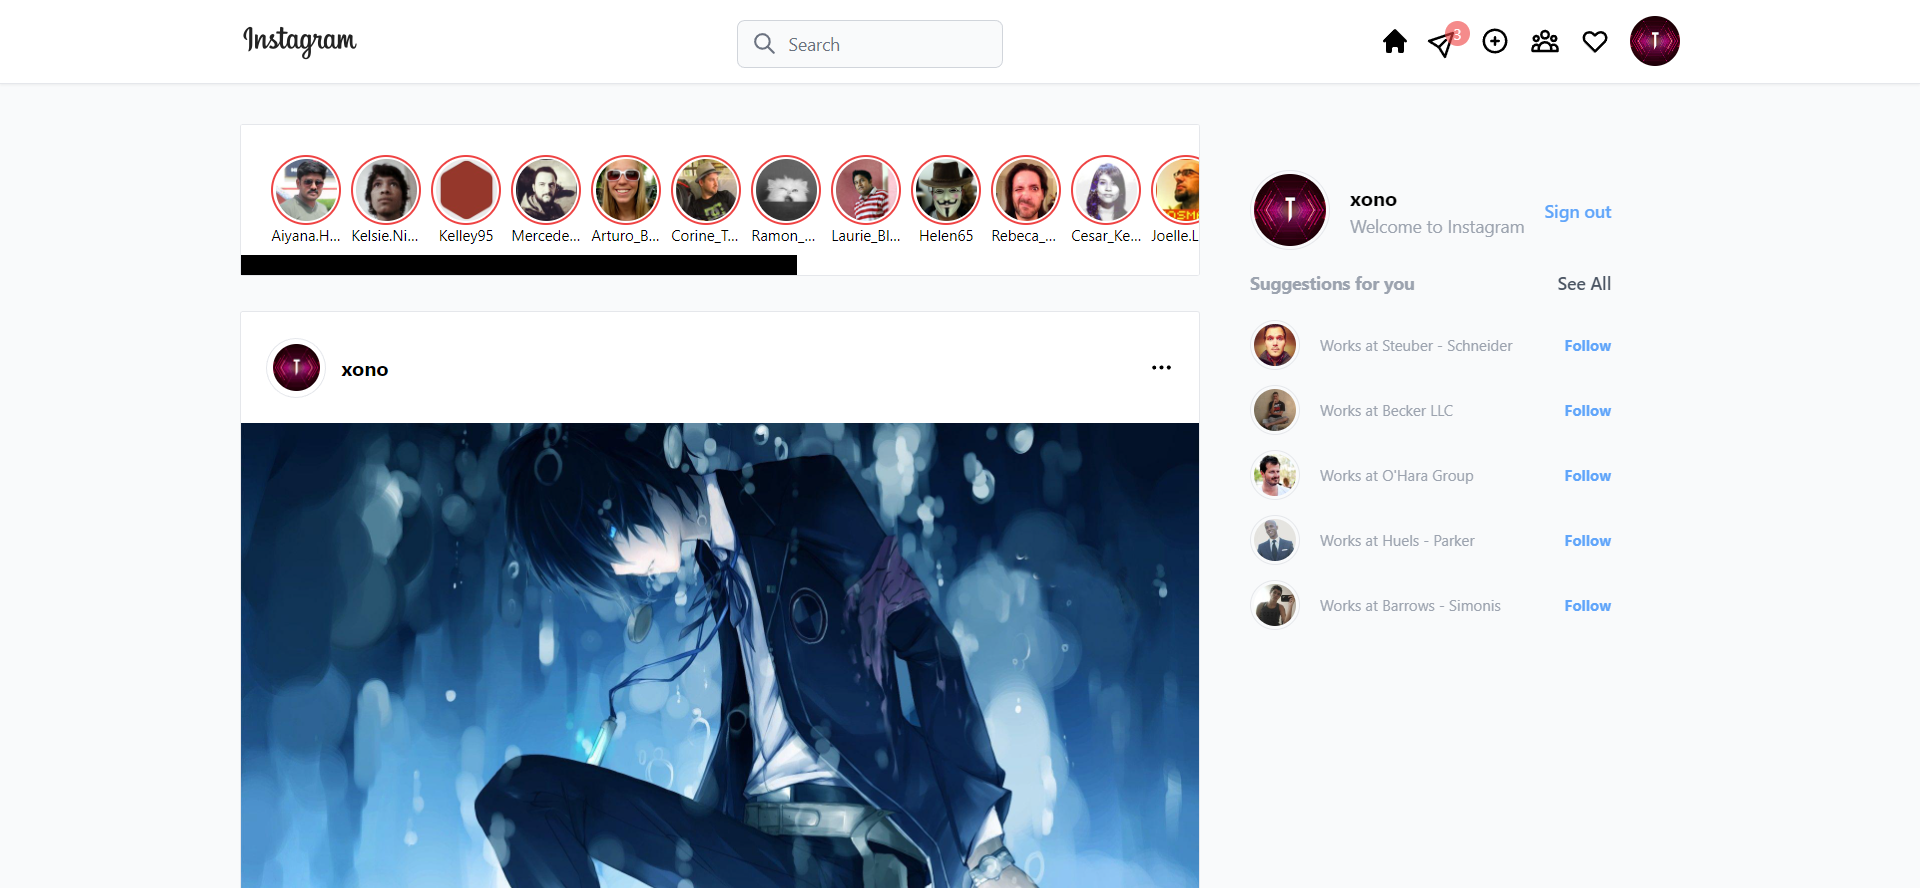 Instagram
Search
3
T
Aiyana.H...
Kelsie.Ni...
Kelley95
Mercede...
Arturo_B...
Corine_T...
Ramon_...
Laurie_Bl...
Helen65
Rebeca_...
Cesar_Ke...
Joelle.L
OSMA
T
xono
Welcome to Instagram
Sign out
Suggestions for you
See All
Works at Steuber - Schneider
Follow
Works at Becker LLC
Follow
Works at O'Hara Group
Follow
Works at Huels - Parker
Follow
Works at Barrows - Simonis
Follow
T
xono